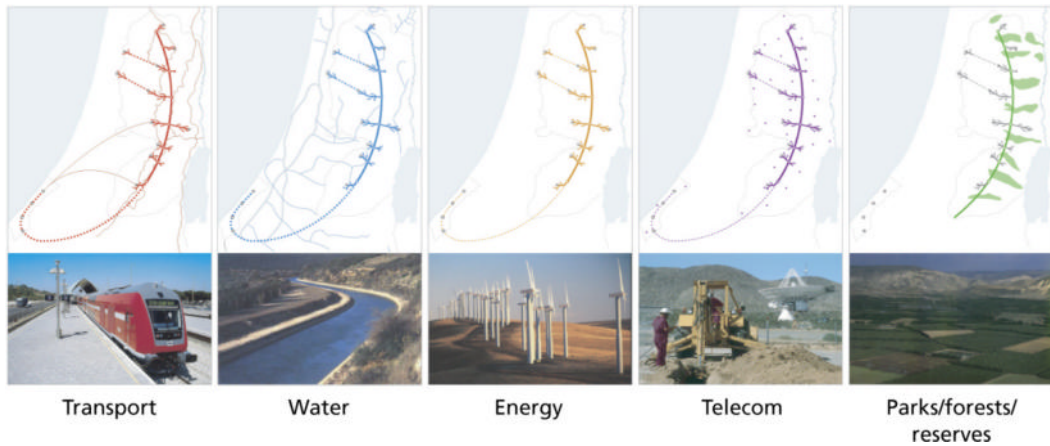 Transport
Water
Energy
Telecom
Parks/forests/
reserves